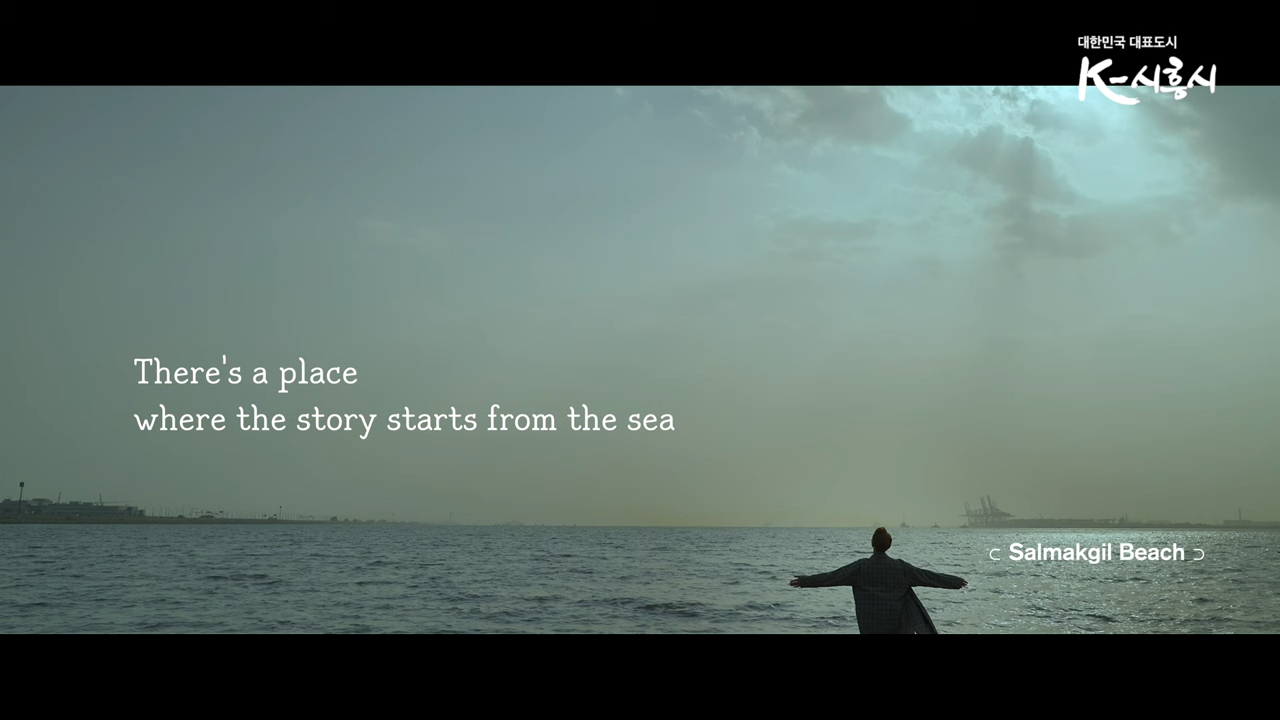 대한민국 대표도시
K-시흥시
There's a place
where the story starts from the sea
Salmakgil Beach